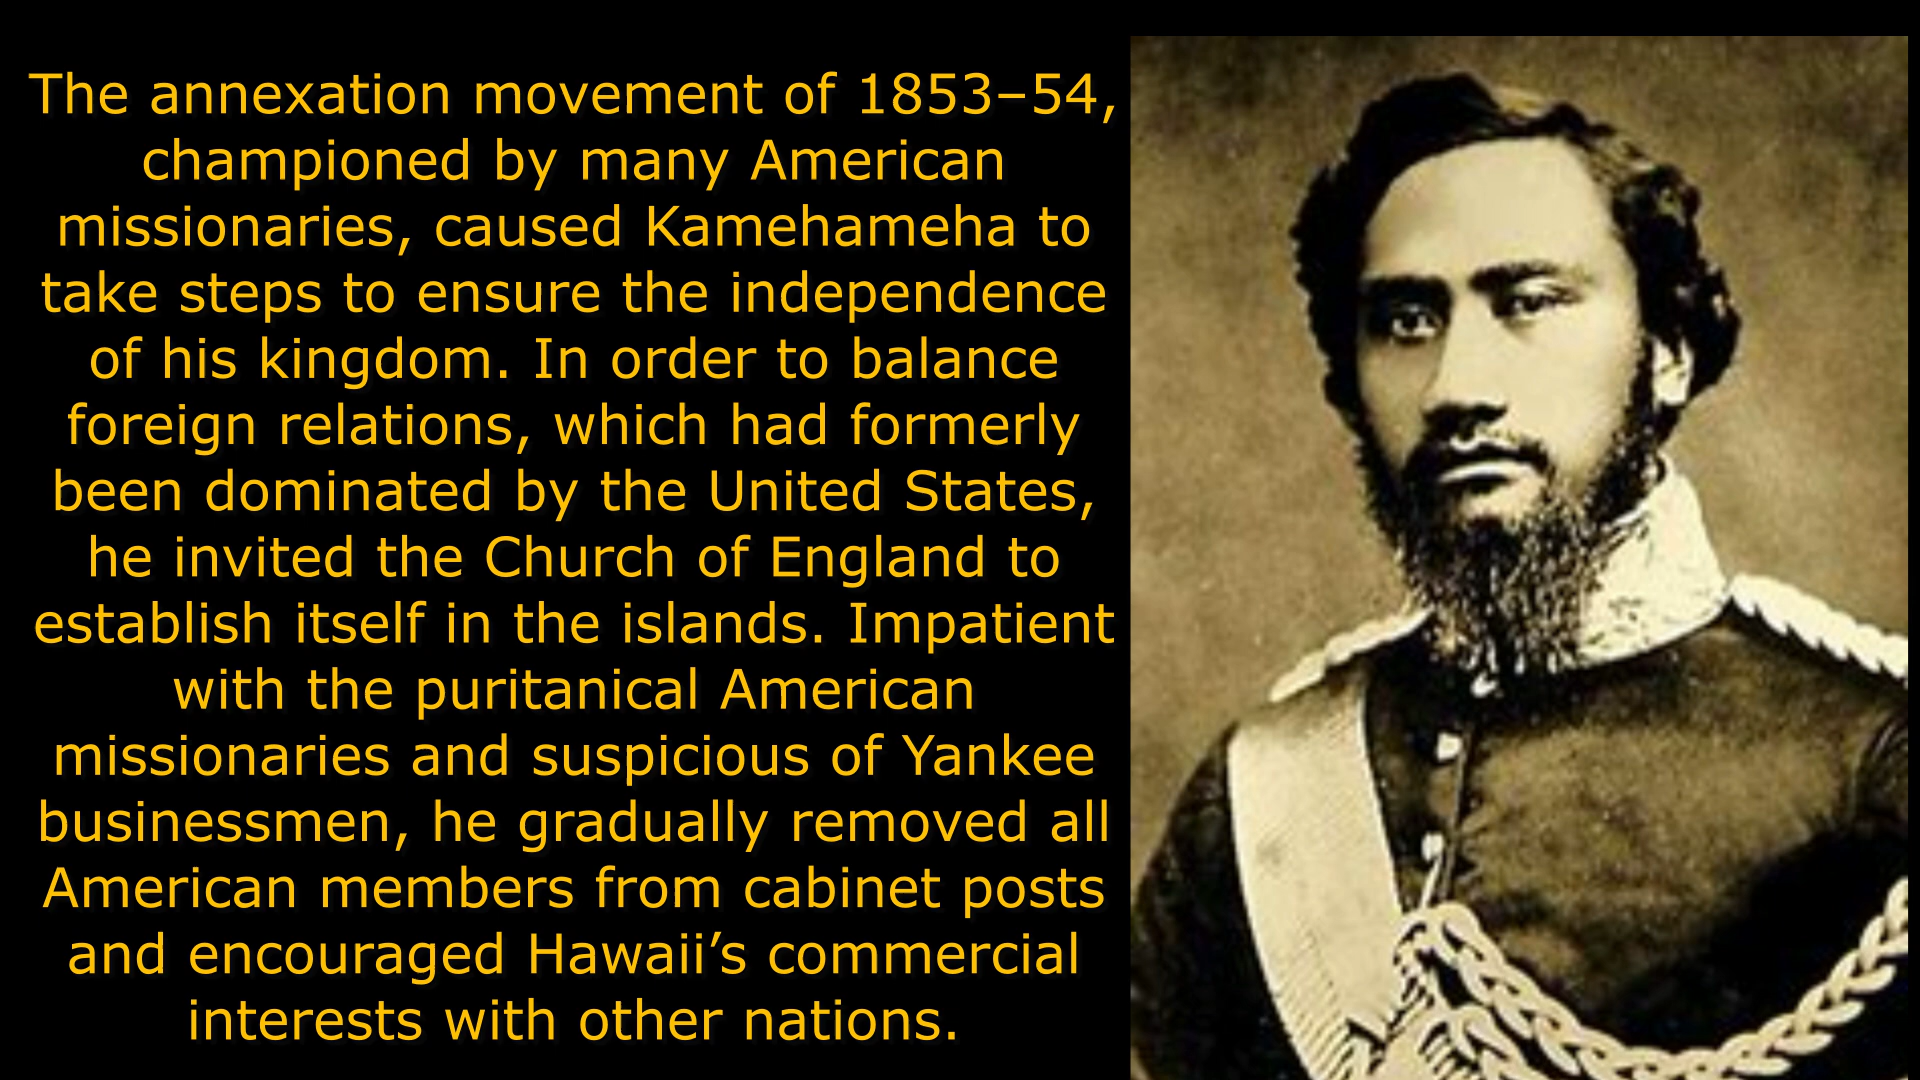 The annexation movement of 1853–54,
championed by many American
missionaries, caused Kamehameha to
take steps to ensure the independence
of his kingdom. In order to balance
foreign relations, which had formerly
been dominated by the United States,
he invited the Church of England to
establish itself in the islands. Impatient
with the puritanical American
missionaries and suspicious of Yankee
businessmen, he gradually removed all
American members from cabinet posts
and encouraged Hawaii’s commercial
interests with other nations.